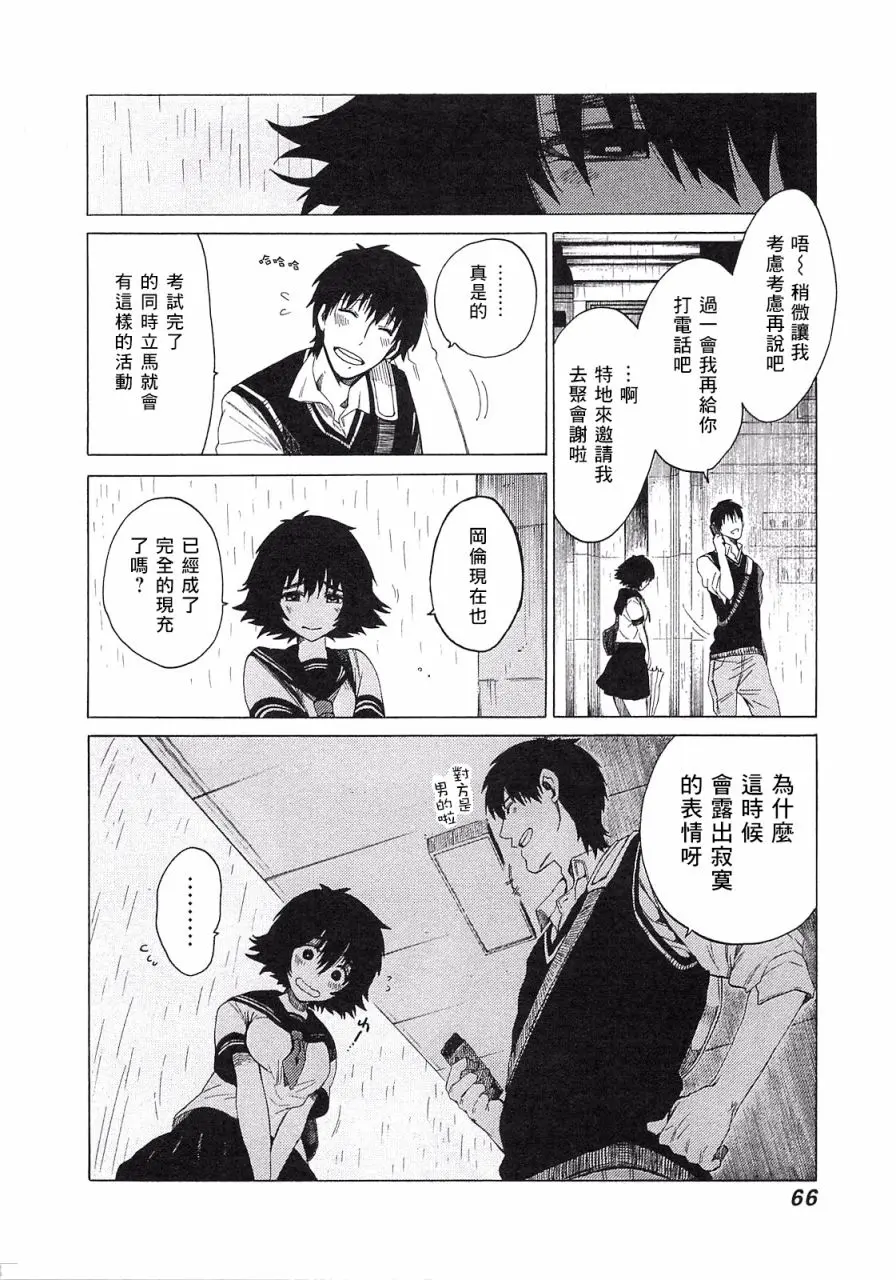 唔～稍微讓我
考慮考慮再說吧
過一會我再給你
打電話吧
…啊
特地來邀請我
去聚會謝啦
真是的
哈哈哈
考試完了
的同時立馬就會
有這樣的活動
岡倫現在也
已經成了
完全的現充
了嗎？
為什麼
這時候
會露出寂寞
的表情呀
對方是
男的啦
………
66